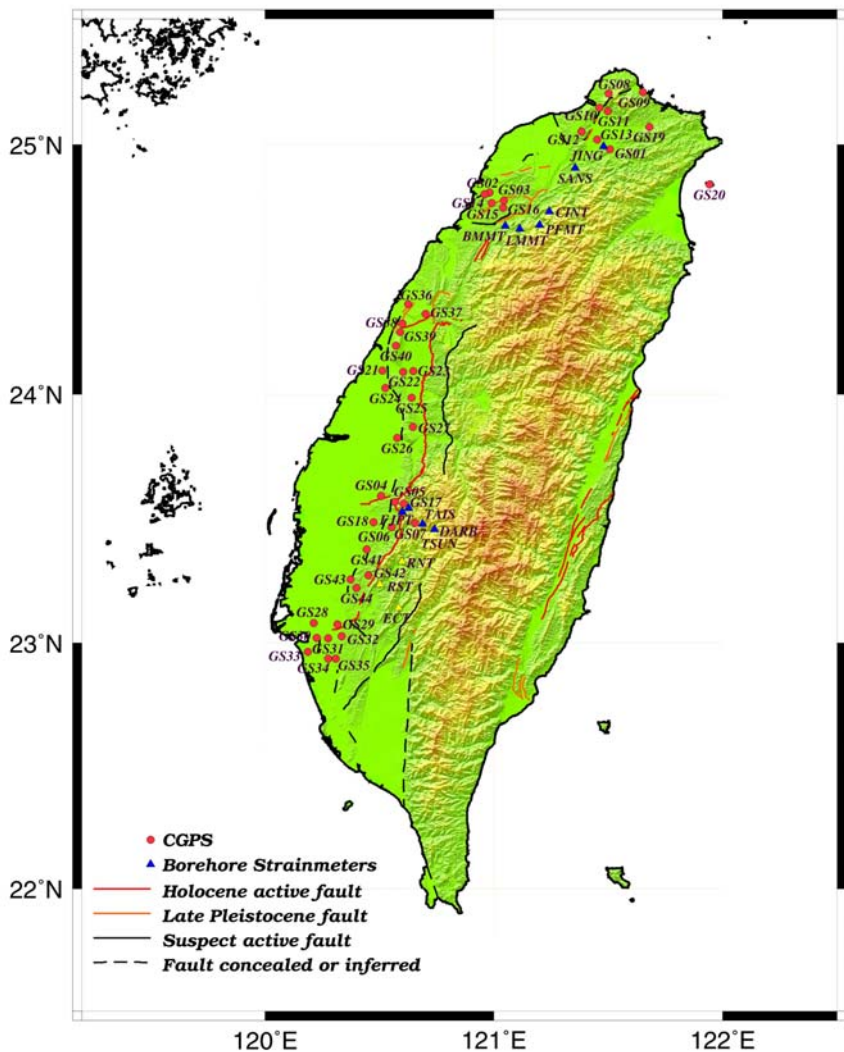 GS08
GS09
GS10
GS11
25°N
GS12
GS13
GS19
JING
GS01
SANS
GS02
GS03
GS20
GS14
GS15
GS16
CINT
BMMT
LMMT
PFMT
GS36
GS37
GS38
GS39
GS40
GS21
GS22
GS23
24°N
GS24
GS25
GS27
GS26
GS04
GS05
GS17
GS18
TAIS
GS06
GS07
DARB
TSUN
GS41
RNT
GS43
GS42
RST
GS44
GS28
ECT
GS29
23°N
GS32
GS31
GS33
GS34
GS35
CGPS
Borehore Strainmeters
22°N
Holocene active fault
Late Pleistocene fault
Suspect active fault
Fault concealed or inferred
120°E
121°E
122°E